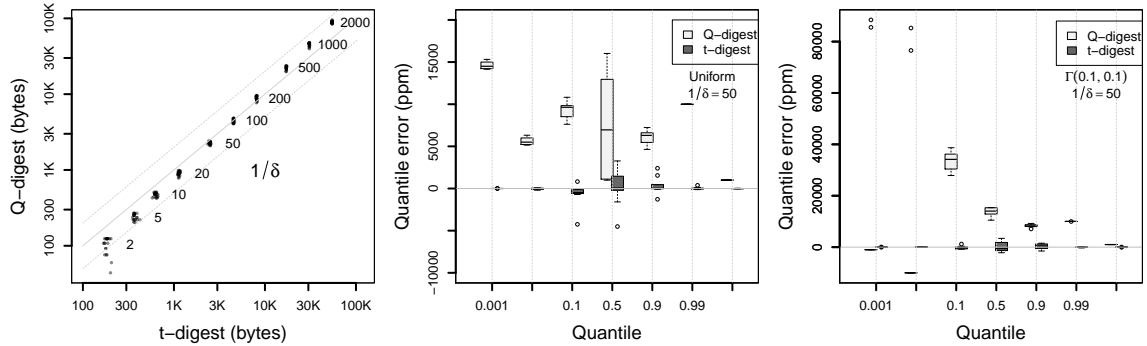 Q−digest (bytes)
100K
30K
10K
3K
1K
300
100
2000
1000
500
200
100
50
20
10
5
2
1/δ
100
300
1K
3K
10K
30K
100K
t−digest (bytes)
Quantile error (ppm)
15000
5000
0
−10000
Q−digest
t−digest
Uniform
1/δ = 50
0.001
0.1
0.5
0.9
0.99
Quantile
Quantile error (ppm)
80000
60000
40000
20000
0
Q−digest
t−digest
Γ(0.1, 0.1)
1/δ = 50
0.001
0.1
0.5
0.9
0.99
Quantile